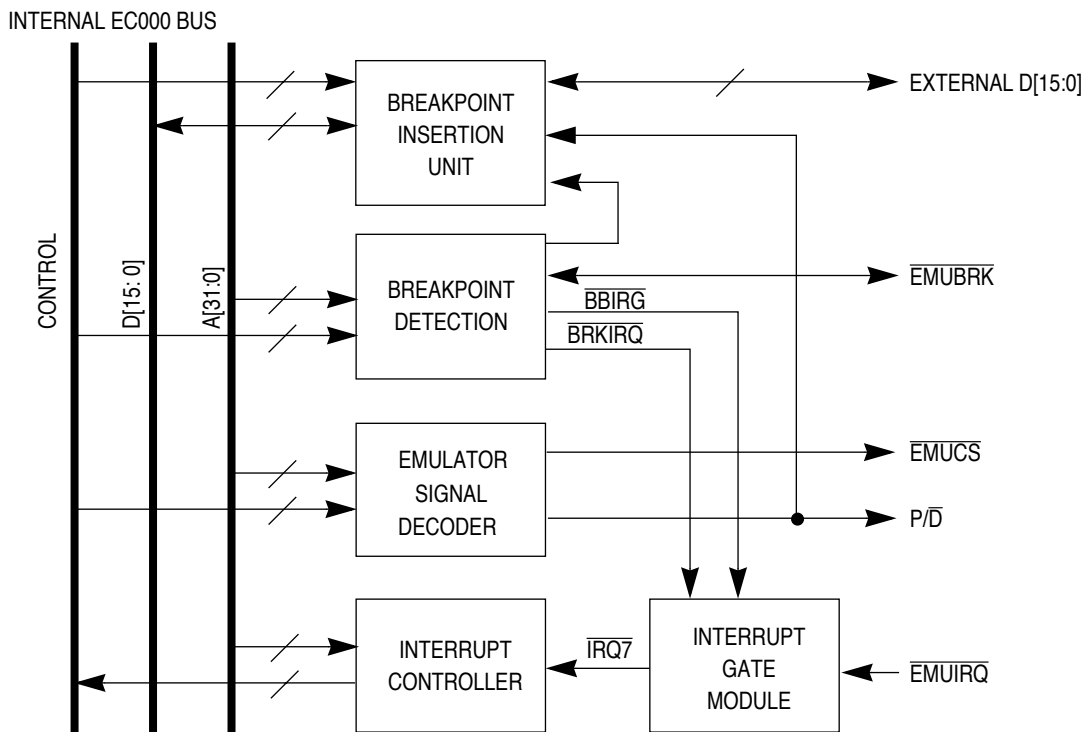 INTERNAL EC000 BUS
CONTROL
D[15: 0]
A[31:0]
BREAKPOINT
INSERTION
UNIT
EXTERNAL D[15:0]
BREAKPOINT
DETECTION
EMUBRK
BBIRG
BRKIRQ
EMULATOR
SIGNAL
DECODER
EMUCS
P/D
INTERRUPT
CONTROLLER
IRQ7
INTERRUPT
GATE
MODULE
EMUIRQ